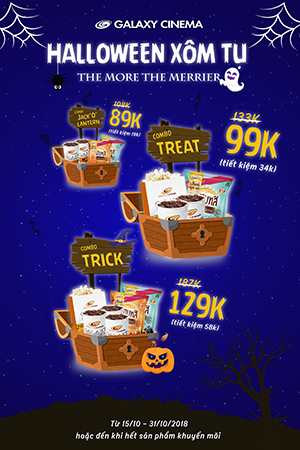 GALAXY CINEMA
HALLOWEEN XÓM TỤ
THE MORE THE MERRIER
COMBO
JACK'O'
LANTERN
108K
89K
(tiết kiệm 19k)
COMBO
TREAT
133K
99K
(tiết kiệm 34k)
COMBO
TRICK
187K
129K
(tiết kiệm 58k)
Từ 15/10 - 31/10/2018
hoặc đến khi hết sản phẩm khuyến mãi